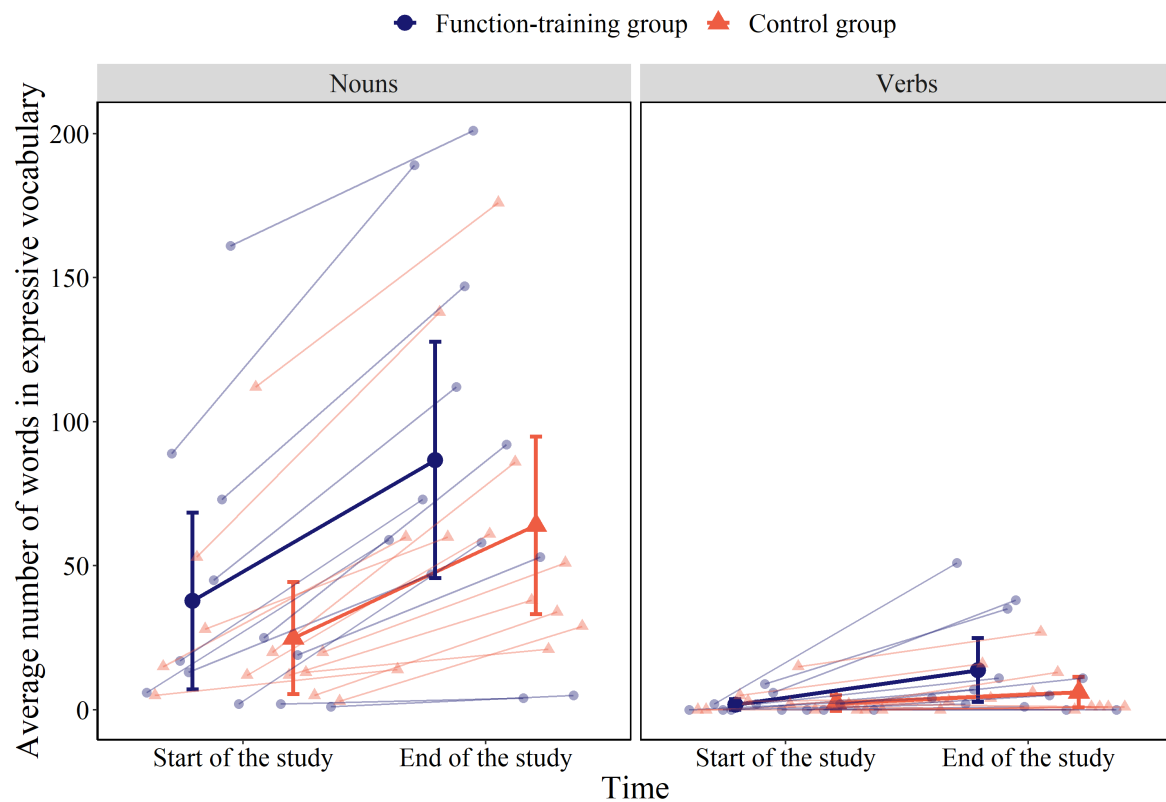 Function-training group Control group
Nouns Verbs
Average number of words in expressive vocabulary
200
150
100
50
0
Start of the study End of the study Start of the study End of the study
Time